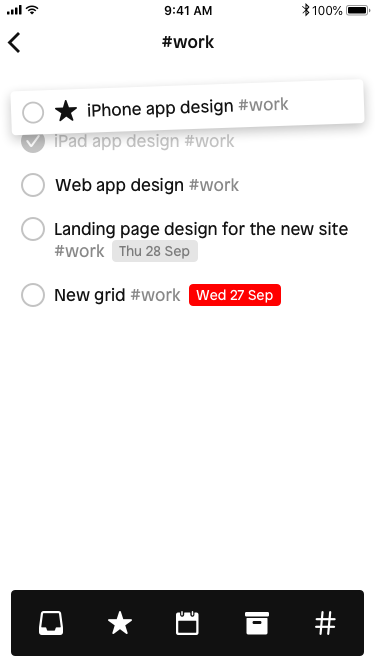 9:41 AM 100%
#work
iPhone app design #work
iPad app design #work
Web app design #work
Landing page design for the new site
#work Thu 28 Sep
New grid #work Wed 27 Sep
#